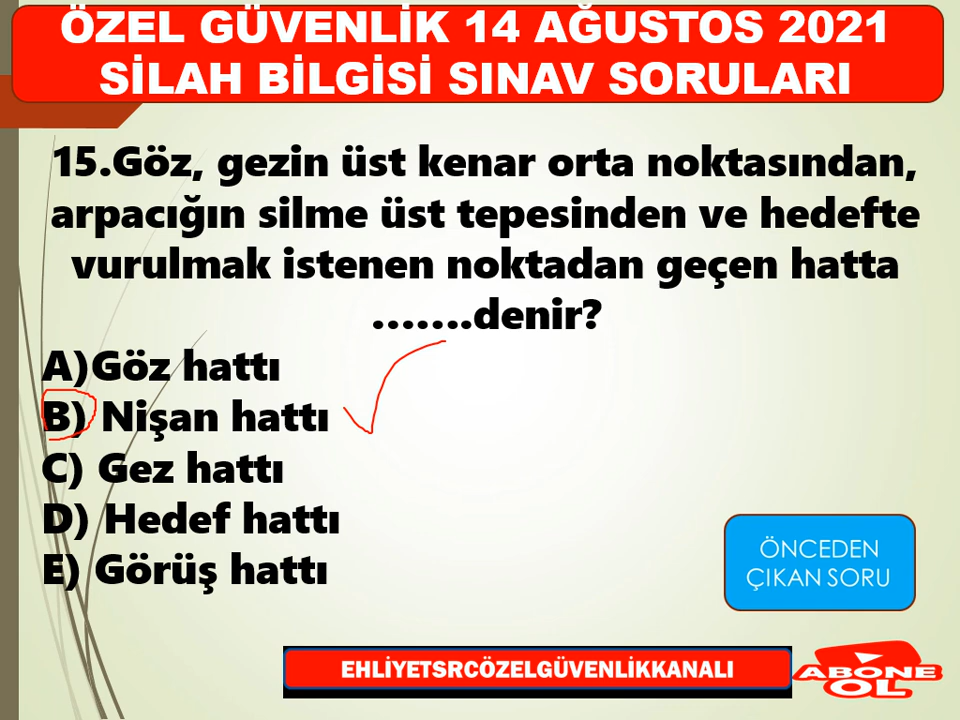 ÖZEL GÜVENLİK 14 AĞUSTOS 2021
SİLAH BİLGİSİ SINAV SORULARI
15.Göz, gezin üst kenar orta noktasından,
arpacığın silme üst tepesinden ve hedefte
vurulmak istenen noktadan geçen hatta
.......denir?
A)Göz hattı
B) Nişan hattı
C) Gez hattı
D) Hedef hattı
E) Görüş hattı
ÖNCEDEN
ÇIKAN SORU
EHLİYETSRCÖZELGÜVENLİKKANALI
ABONE
OL